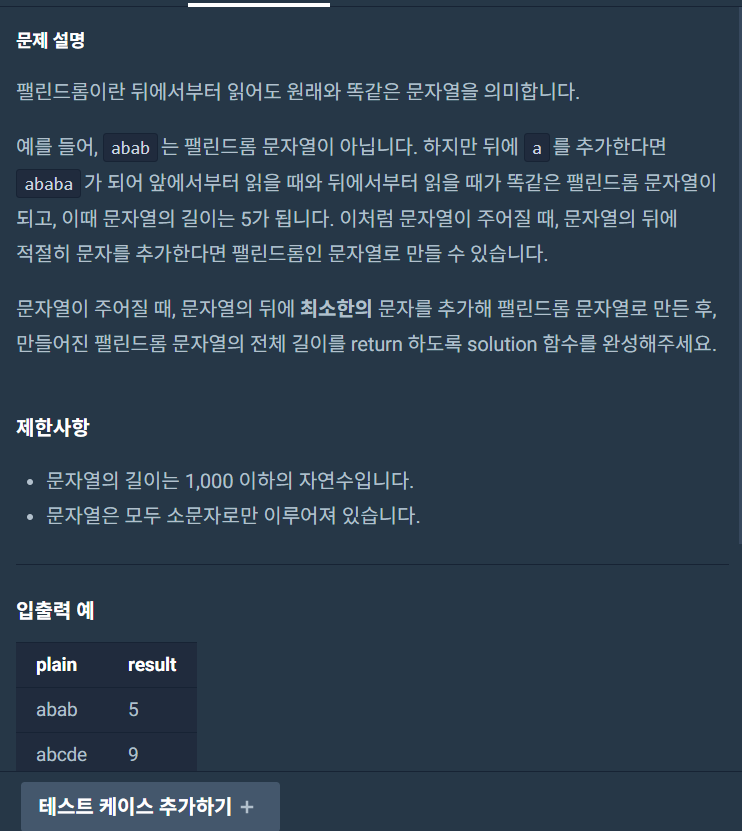 문제 설명
팰린드롬이란 뒤에서부터 읽어도 원래와 똑같은 문자열을 의미합니다.
예를 들어, abab 는 팰린드롬 문자열이 아닙니다. 하지만 뒤에 a 를 추가한다면
ababa 가 되어 앞에서부터 읽을 때와 뒤에서부터 읽을 때가 똑같은 팰린드롬 문자열이
되고, 이때 문자열의 길이는 5가 됩니다. 이처럼 문자열이 주어질 때, 문자열의 뒤에
적절히 문자를 추가한다면 팰린드롬인 문자열로 만들 수 있습니다.
문자열이 주어질 때, 문자열의 뒤에 최소한의 문자를 추가해 팰린드롬 문자열로 만든 후,
만들어진 팰린드롬 문자열의 전체 길이를 return 하도록 solution 함수를 완성해주세요.
제한사항
• 문자열의 길이는 1,000 이하의 자연수입니다.
• 문자열은 모두 소문자로만 이루어져 있습니다.
입출력 예
plain result
abab 5
abcde 9
테스트 케이스 추가하기 +